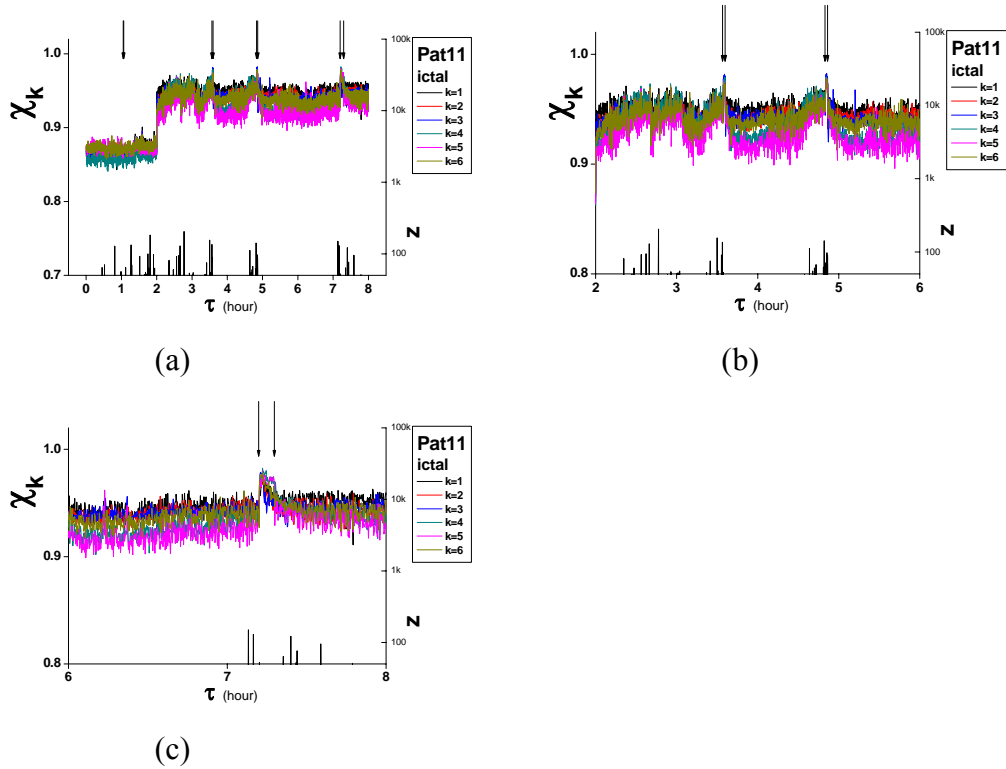 1.0
0.9
0.8
0.7
χk
0 1 2 3 4 5 6 7 8
τ (hour)
100k
10k
1k
100
z
Pat11
ictal
k=1
k=2
k=3
k=4
k=5
k=6
(a)
1.0
0.9
0.8
χk
2 3 4 5 6
τ (hour)
100k
10k
1k
100
z
Pat11
ictal
k=1
k=2
k=3
k=4
k=5
k=6
(b)
1.0
0.9
0.8
χk
6 7 8
τ (hour)
100k
10k
1k
100
z
Pat11
ictal
k=1
k=2
k=3
k=4
k=5
k=6
(c)